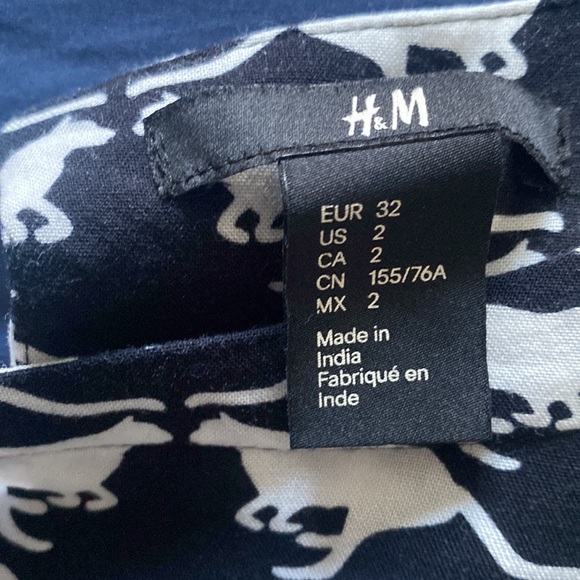 H&M
EUR 32
US 2
CA 2
CN 155/76A
MX 2
Made in
India
Fabriqué en
Inde